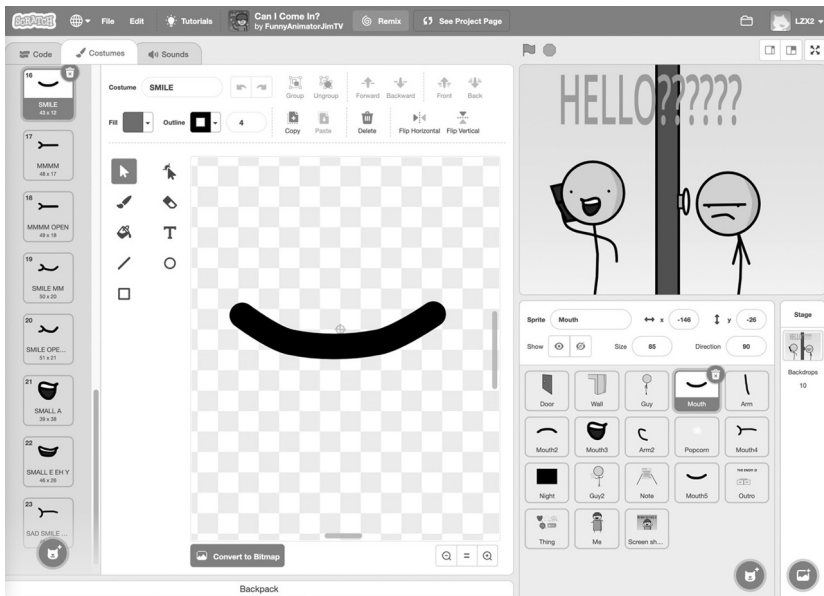 SCRATCH
File
Edit
Tutorials
Can I Come In?
by FunnyAnimatorJimTV
Remix
See Project Page
LZX2
Code
Costumes
Sounds
16
SMILE
43 x 12
17
MMMM
48 x 17
18
MMMM OPEN
49 x 18
19
SMILE MM
50 x 20
20
SMILE OPE...
51 x 21
21
SMALL A
39 x 38
22
SMALL E EH Y
46 x 26
23
SAD SMILE ...
Costume
SMILE
Group
Ungroup
Forward
Backward
Front
Back
Fill
Outline
4
Copy
Paste
Delete
Flip Horizontal
Flip Vertical
T
Convert to Bitmap
Backpack
HELLO??????
Sprite
Mouth
x
-146
y
-26
Show
Size
85
Direction
90
Door
Wall
Guy
Mouth
Arm
Mouth2
Mouth3
Arm2
Popcorn
Mouth4
Night
Guy2
Note
Mouth5
Outro
Thing
Me
Screen sh...
Stage
Backdrops
10